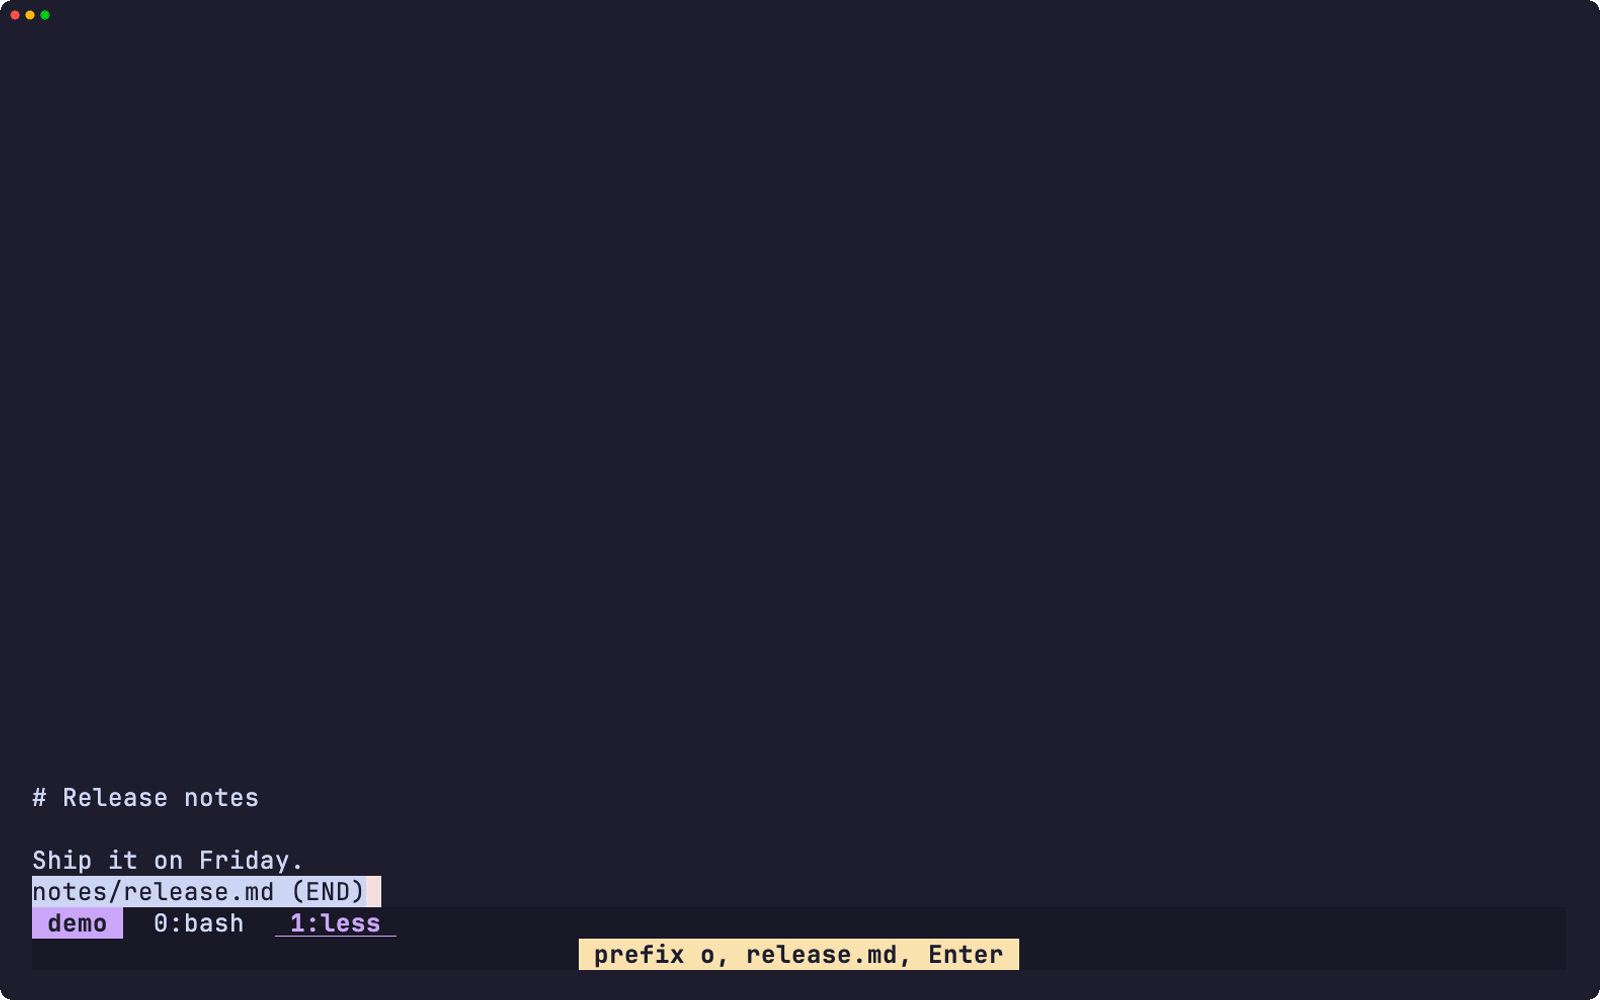 # Release notes
Ship it on Friday.
notes/release.md (END)
demo 0:bash 1:less
prefix o, release.md, Enter